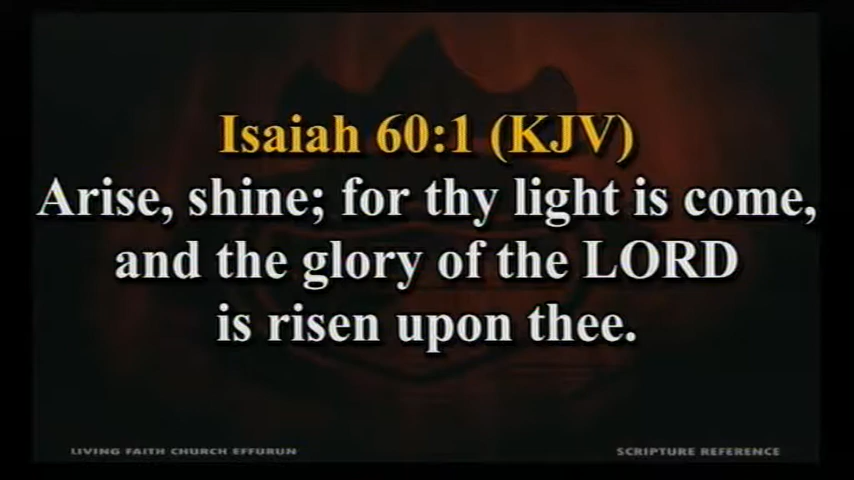 Isaiah 60:1 (KJV)
Arise, shine; for thy light is come,
and the glory of the LORD
is risen upon thee.
LIVING FAITH CHURCH EFFURUN
SCRIPTURE REFERENCE